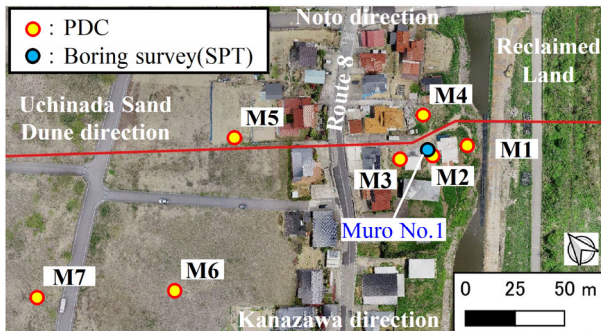 : PDC
: Boring survey(SPT)
Noto direction
Reclaimed
Land
Uchinada Sand
Dune direction
Route 8
M4
M5
M1
M3
M2
Muro No.1
M7
M6
Kanazawa direction
0 25 50 m